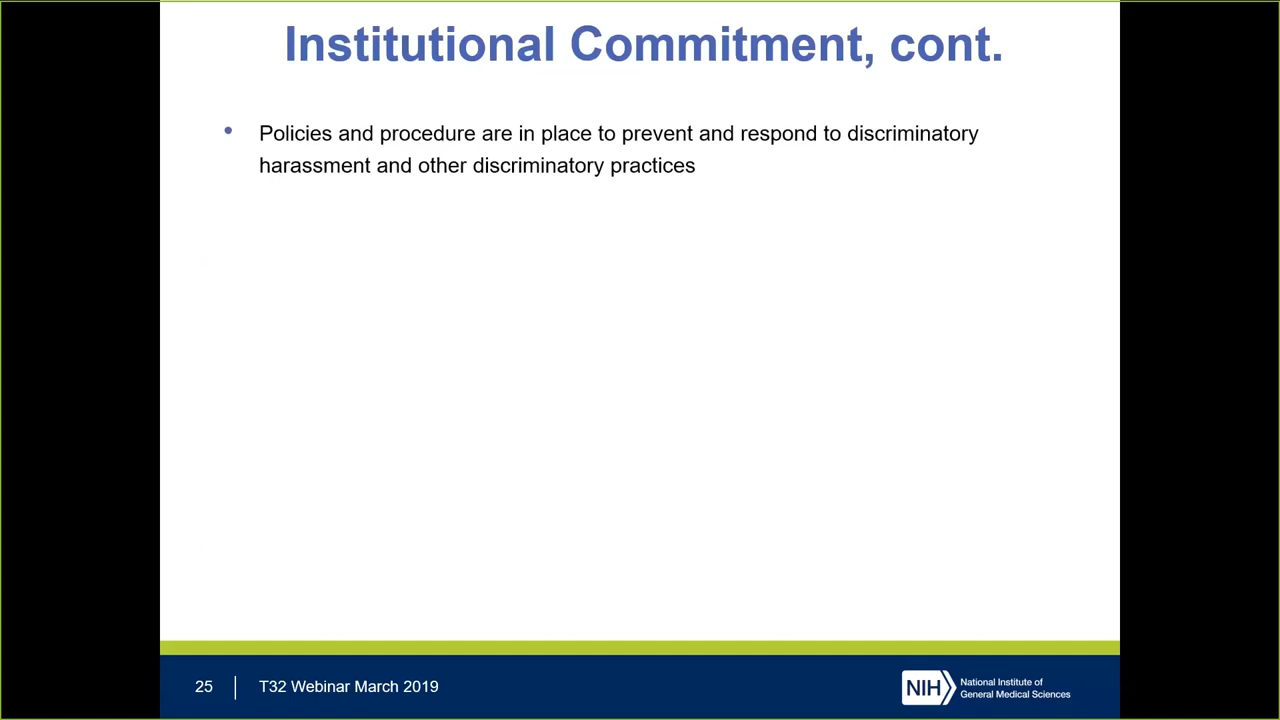 Institutional Commitment, cont.
• Policies and procedure are in place to prevent and respond to discriminatory
harassment and other discriminatory practices
25
T32 Webinar March 2019
NIH
National Institute of
General Medical Sciences